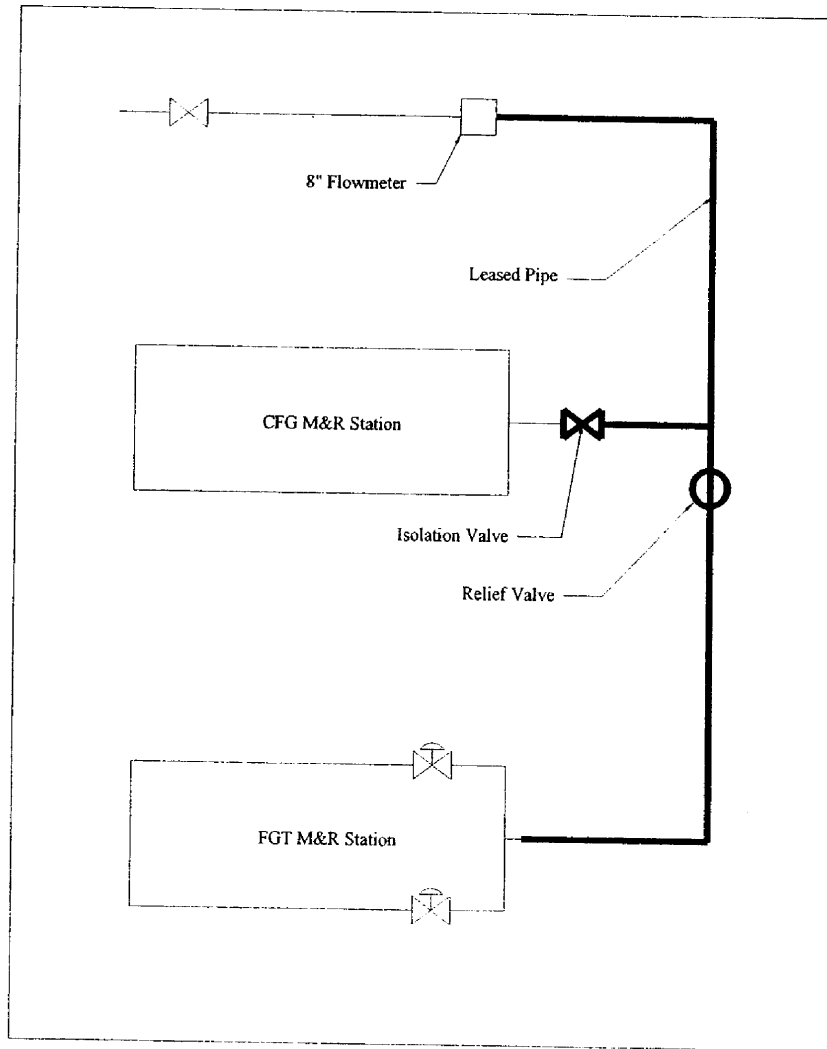 8" Flowmeter
Leased Pipe
CFG M&R Station
Isolation Valve
Relief Valve
FGT M&R Station